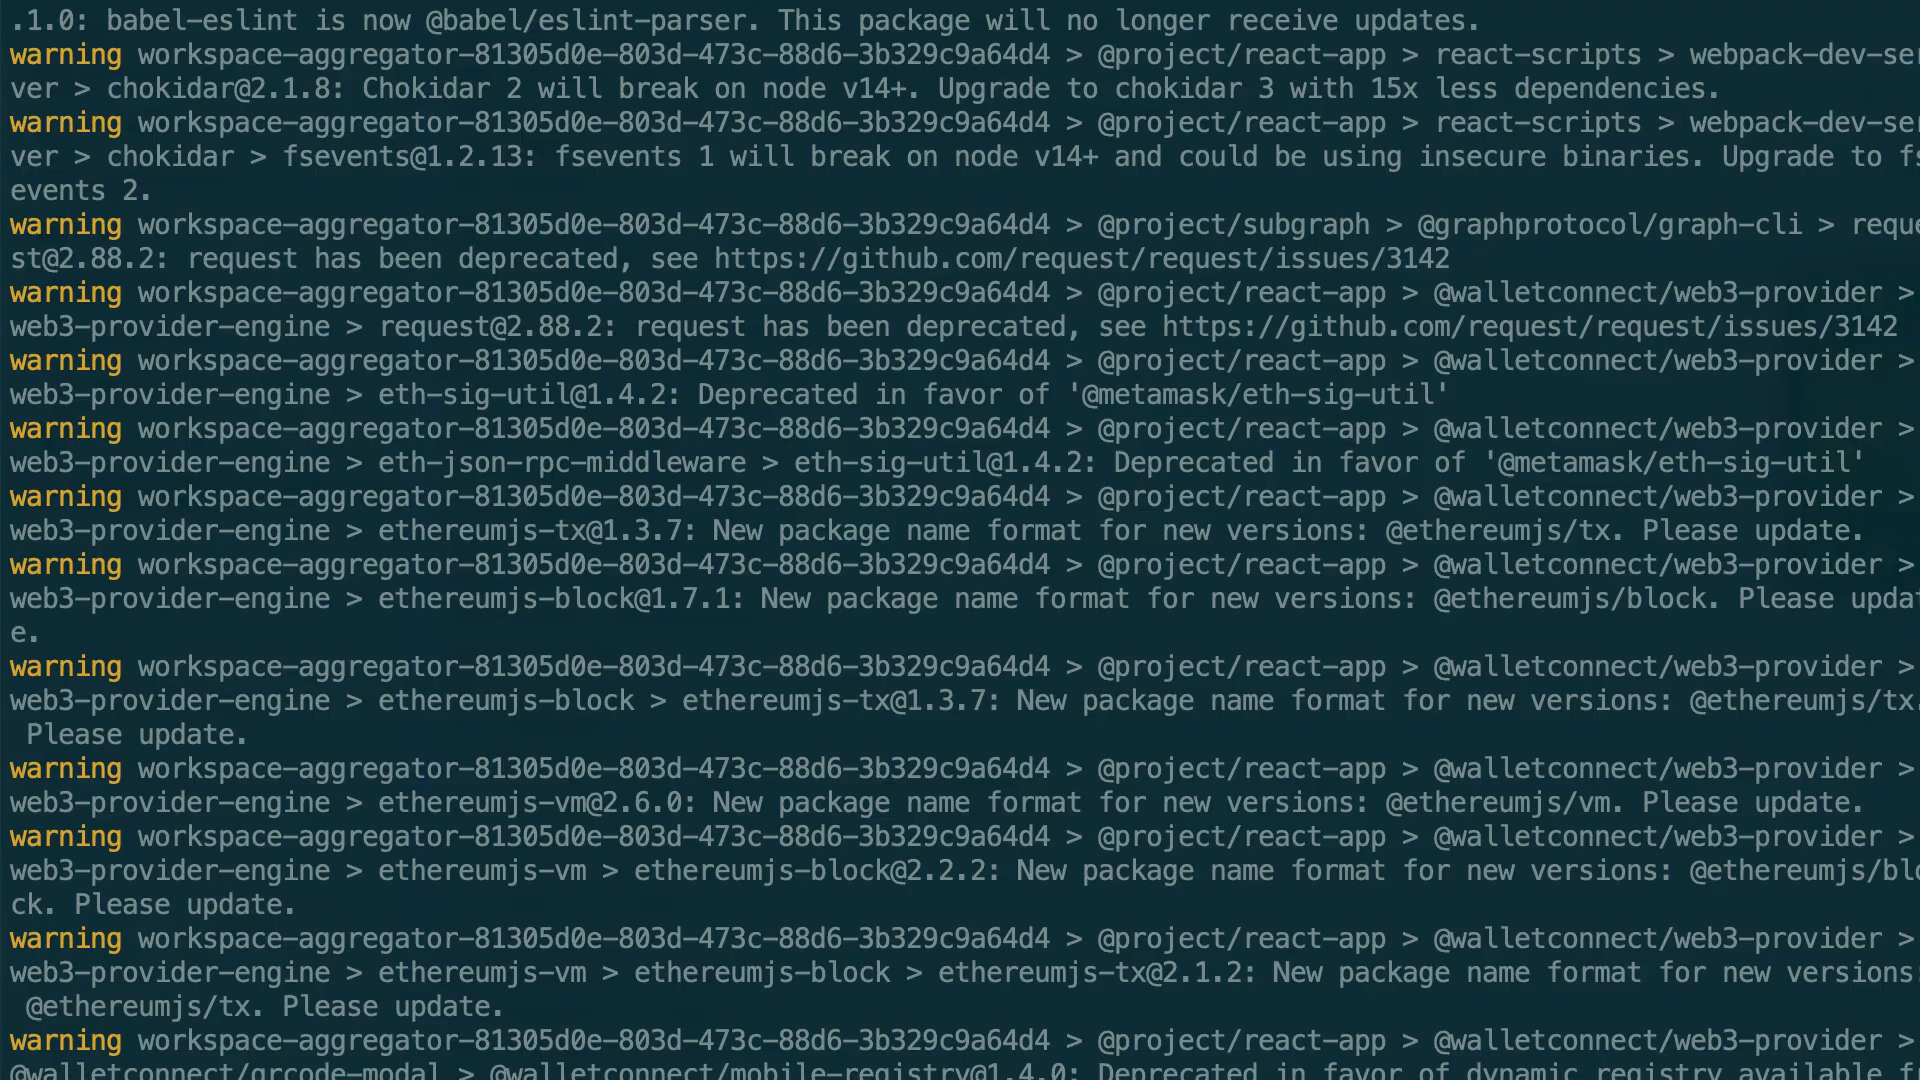 .1.0: babel-eslint is now @babel/eslint-parser. This package will no longer receive updates.
warning workspace-aggregator-81305d0e-803d-473c-88d6-3b329c9a64d4 > @project/react-app > react-scripts > webpack-dev-ser
ver > chokidar@2.1.8: Chokidar 2 will break on node v14+. Upgrade to chokidar 3 with 15x less dependencies.
warning workspace-aggregator-81305d0e-803d-473c-88d6-3b329c9a64d4 > @project/react-app > react-scripts > webpack-dev-ser
ver > chokidar > fsevents@1.2.13: fsevents 1 will break on node v14+ and could be using insecure binaries. Upgrade to fs
events 2.
warning workspace-aggregator-81305d0e-803d-473c-88d6-3b329c9a64d4 > @project/subgraph > @graphprotocol/graph-cli > reque
st@2.88.2: request has been deprecated, see https://github.com/request/request/issues/3142
warning workspace-aggregator-81305d0e-803d-473c-88d6-3b329c9a64d4 > @project/react-app > @walletconnect/web3-provider >
web3-provider-engine > request@2.88.2: request has been deprecated, see https://github.com/request/request/issues/3142
warning workspace-aggregator-81305d0e-803d-473c-88d6-3b329c9a64d4 > @project/react-app > @walletconnect/web3-provider >
web3-provider-engine > eth-sig-util@1.4.2: Deprecated in favor of '@metamask/eth-sig-util'
warning workspace-aggregator-81305d0e-803d-473c-88d6-3b329c9a64d4 > @project/react-app > @walletconnect/web3-provider >
web3-provider-engine > eth-json-rpc-middleware > eth-sig-util@1.4.2: Deprecated in favor of '@metamask/eth-sig-util'
warning workspace-aggregator-81305d0e-803d-473c-88d6-3b329c9a64d4 > @project/react-app > @walletconnect/web3-provider >
web3-provider-engine > ethereumjs-tx@1.3.7: New package name format for new versions: @ethereumjs/tx. Please update.
warning workspace-aggregator-81305d0e-803d-473c-88d6-3b329c9a64d4 > @project/react-app > @walletconnect/web3-provider >
web3-provider-engine > ethereumjs-block@1.7.1: New package name format for new versions: @ethereumjs/block. Please updat
e.
warning workspace-aggregator-81305d0e-803d-473c-88d6-3b329c9a64d4 > @project/react-app > @walletconnect/web3-provider >
web3-provider-engine > ethereumjs-block > ethereumjs-tx@1.3.7: New package name format for new versions: @ethereumjs/tx.
Please update.
warning workspace-aggregator-81305d0e-803d-473c-88d6-3b329c9a64d4 > @project/react-app > @walletconnect/web3-provider >
web3-provider-engine > ethereumjs-vm@2.6.0: New package name format for new versions: @ethereumjs/vm. Please update.
warning workspace-aggregator-81305d0e-803d-473c-88d6-3b329c9a64d4 > @project/react-app > @walletconnect/web3-provider >
web3-provider-engine > ethereumjs-vm > ethereumjs-block@2.2.2: New package name format for new versions: @ethereumjs/blo
ck. Please update.
warning workspace-aggregator-81305d0e-803d-473c-88d6-3b329c9a64d4 > @project/react-app > @walletconnect/web3-provider >
web3-provider-engine > ethereumjs-vm > ethereumjs-block > ethereumjs-tx@2.1.2: New package name format for new versions:
@ethereumjs/tx. Please update.
warning workspace-aggregator-81305d0e-803d-473c-88d6-3b329c9a64d4 > @project/react-app > @walletconnect/web3-provider >
@walletconnect/qrcode-modal > @walletconnect/mobile-registry@1.4.0: Deprecated in favor of dynamic registry available f